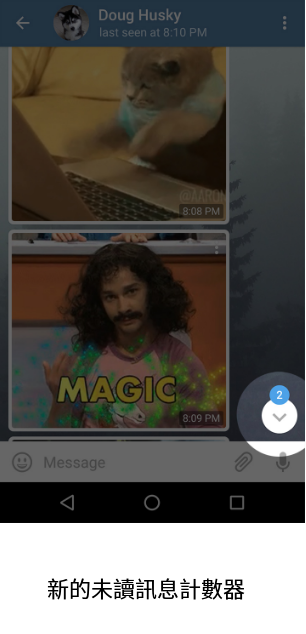 Doug Husky
last seen at 8:10 PM
8:08 PM
MAGIC
8:09 PM
2
Message
新的未讀訊息計數器